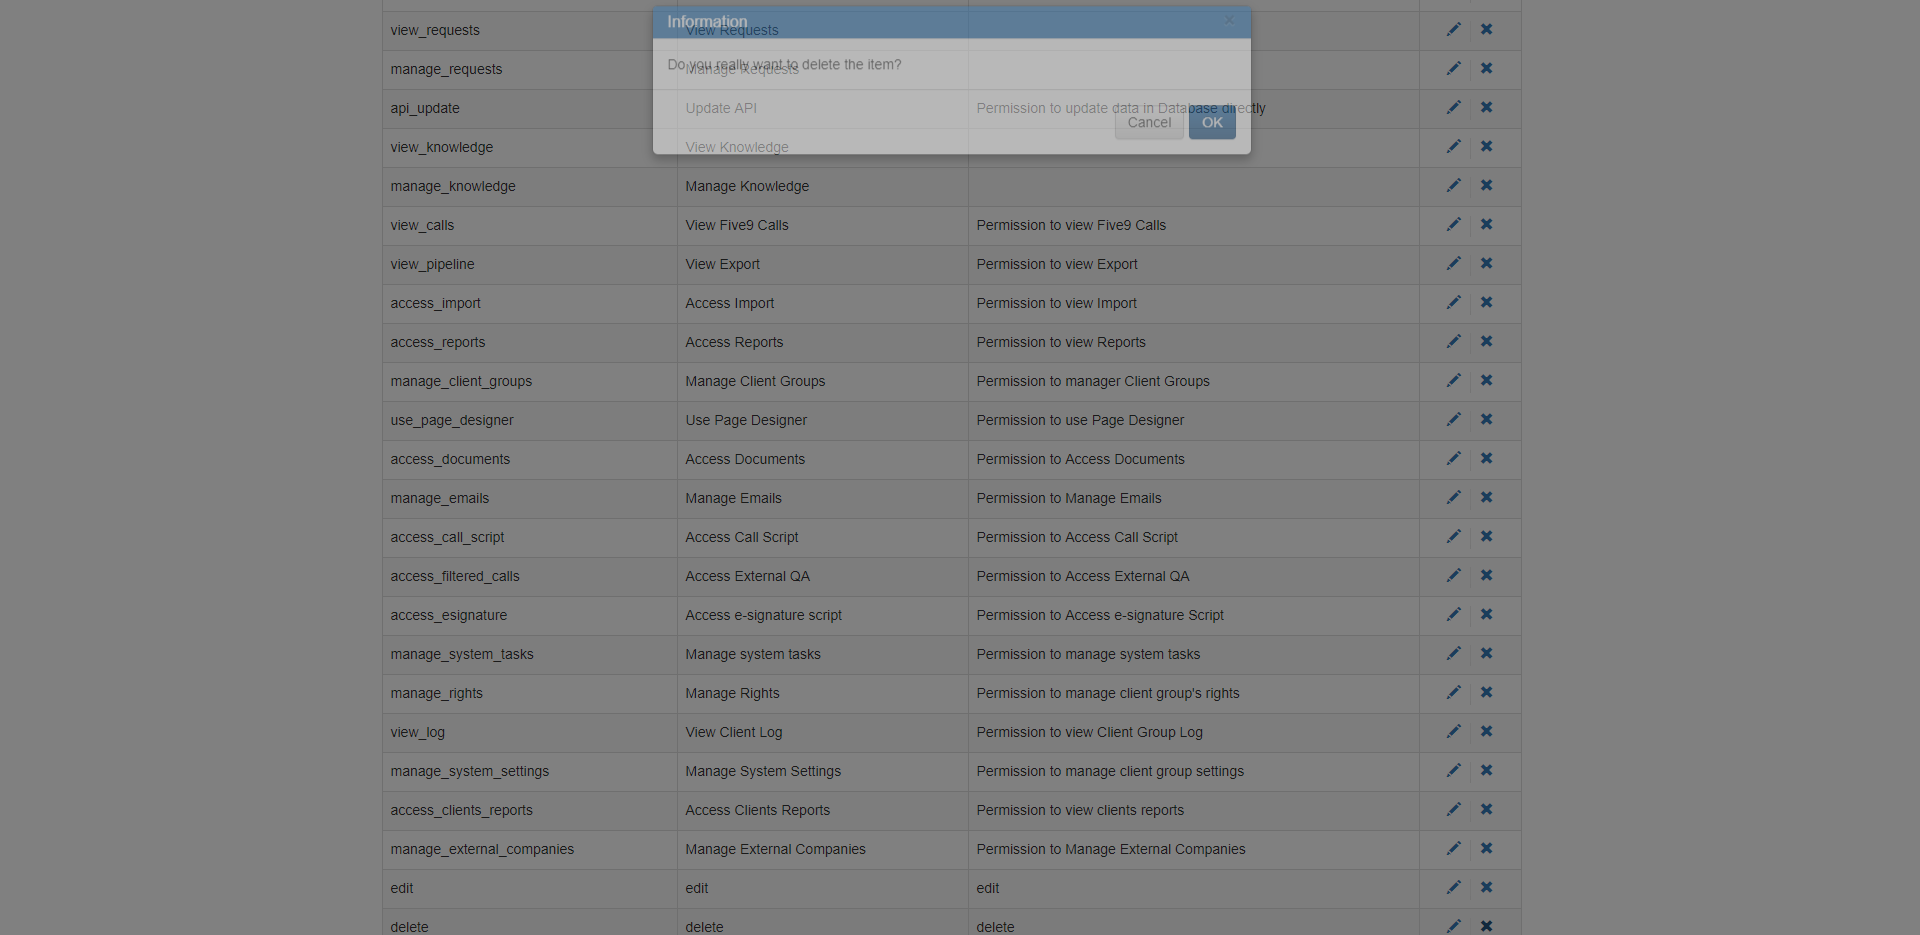 Information
×
Do you really want to delete the item?
Cancel OK
view_requests View Requests
manage_requests Manage Requests
api_update Update API Permission to update data in Database directly
view_knowledge View Knowledge
manage_knowledge Manage Knowledge
view_calls View Five9 Calls Permission to view Five9 Calls
view_pipeline View Export Permission to view Export
access_import Access Import Permission to view Import
access_reports Access Reports Permission to view Reports
manage_client_groups Manage Client Groups Permission to manager Client Groups
use_page_designer Use Page Designer Permission to use Page Designer
access_documents Access Documents Permission to Access Documents
manage_emails Manage Emails Permission to Manage Emails
access_call_script Access Call Script Permission to Access Call Script
access_filtered_calls Access External QA Permission to Access External QA
access_esignature Access e-signature script Permission to Access e-signature Script
manage_system_tasks Manage system tasks Permission to manage system tasks
manage_rights Manage Rights Permission to manage client group's rights
view_log View Client Log Permission to view Client Group Log
manage_system_settings Manage System Settings Permission to manage client group settings
access_clients_reports Access Clients Reports Permission to view clients reports
manage_external_companies Manage External Companies Permission to Manage External Companies
edit edit edit
delete delete delete